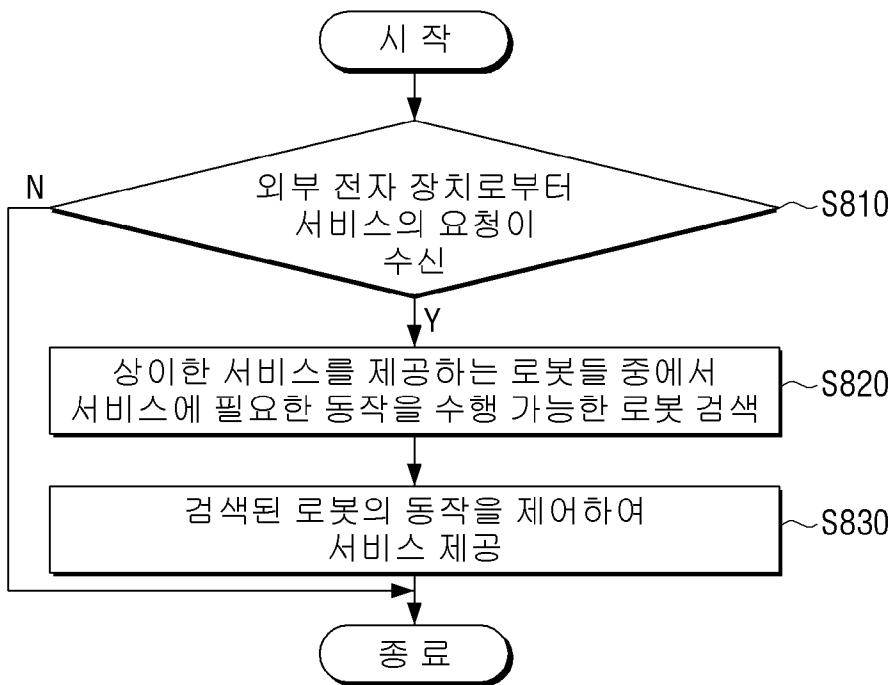 시 작
N
외부 전자 장치로부터
서비스의 요청이
수신
S810
Y
상이한 서비스를 제공하는 로봇들 중에서
서비스에 필요한 동작을 수행 가능한 로봇 검색
S820
검색된 로봇의 동작을 제어하여
서비스 제공
S830
종 료